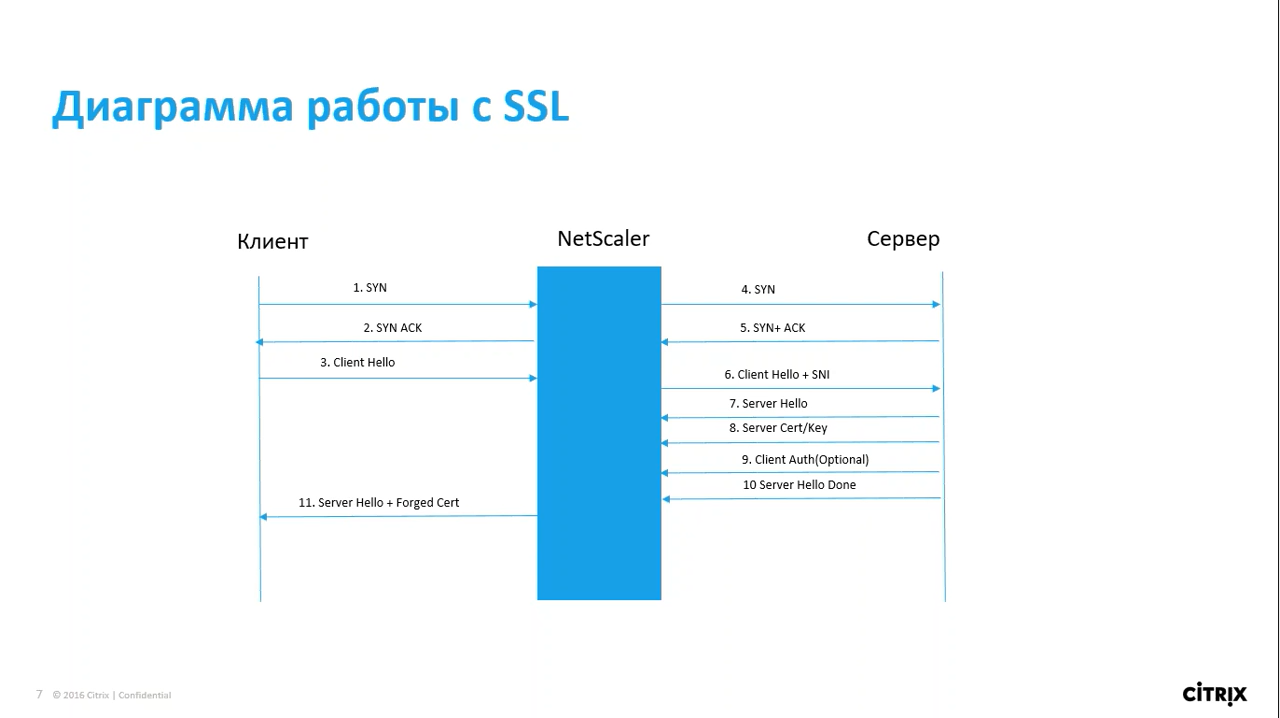 Диаграмма работы с SSL
Клиент
NetScaler
Сервер
1. SYN
4. SYN
2. SYN ACK
5. SYN+ ACK
3. Client Hello
6. Client Hello + SNI
7. Server Hello
8. Server Cert/Key
9. Client Auth(Optional)
10 Server Hello Done
11. Server Hello + Forged Cert
7 © 2016 Citrix | Confidential
CITRIX